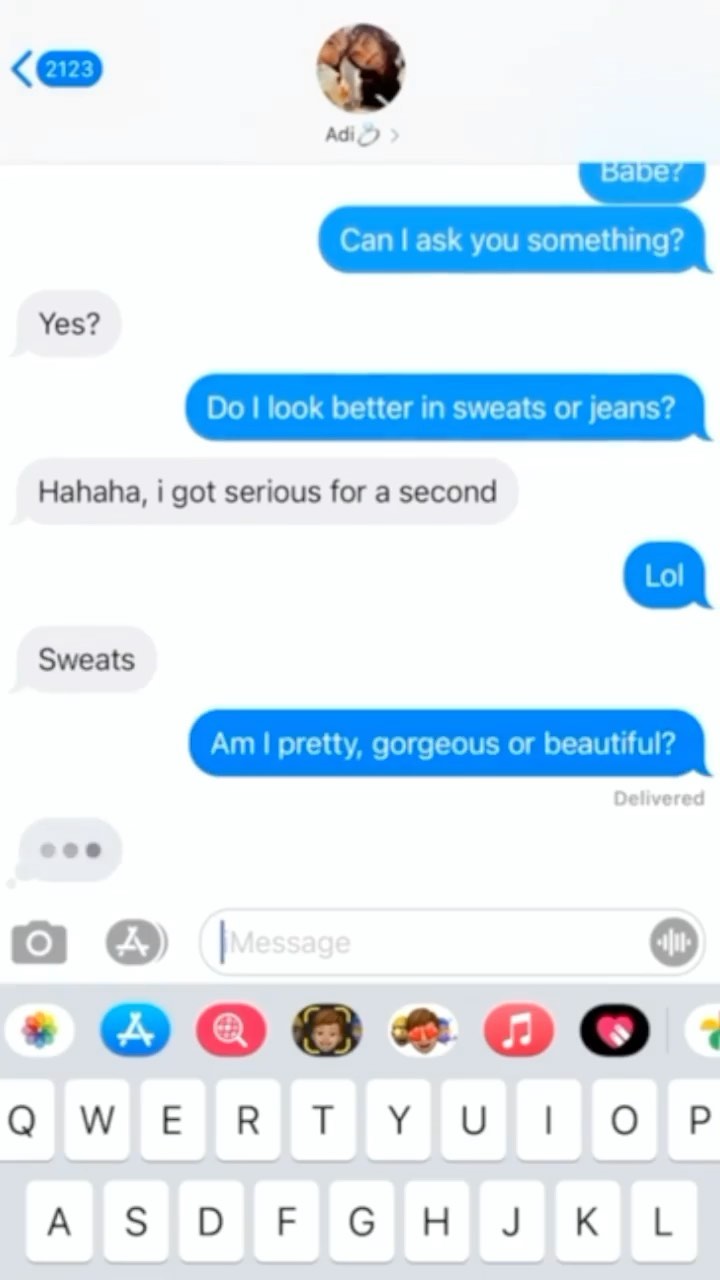 2123
Adi💍 >
Babe?
Can I ask you something?
Yes?
Do I look better in sweats or jeans?
Hahaha, i got serious for a second
Lol
Sweats
Am I pretty, gorgeous or beautiful?
Delivered
Message
Q W E R T Y U I O P
A S D F G H J K L